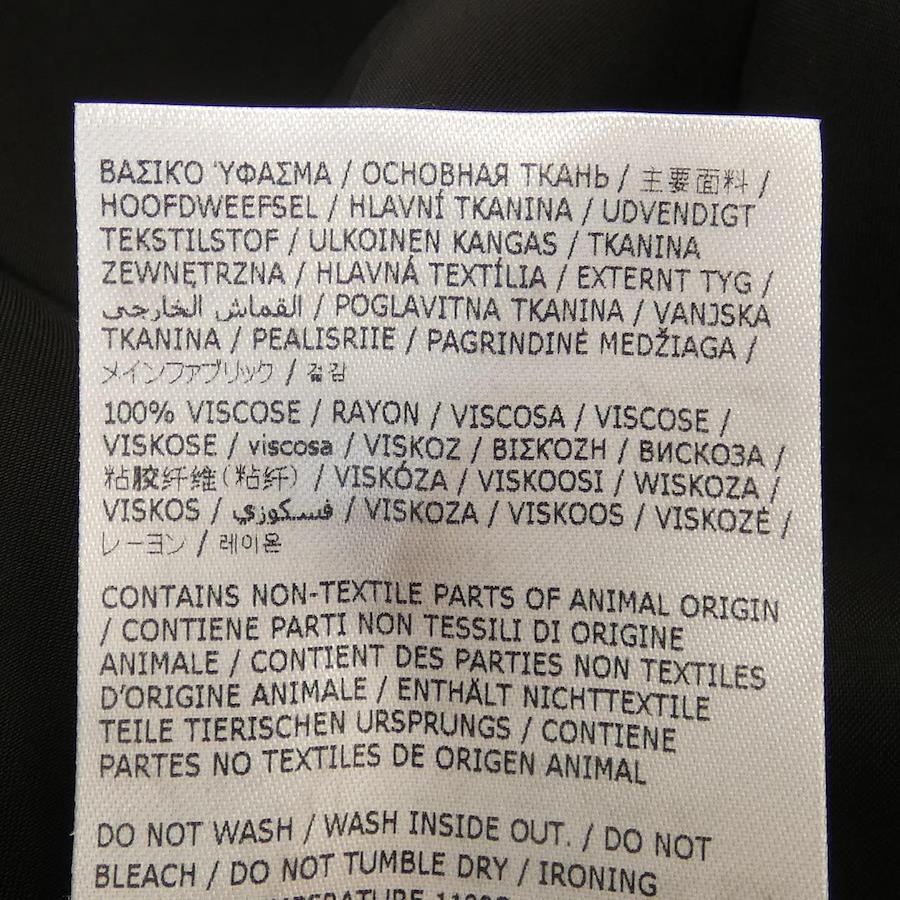 ΒΑΣΙΚΌ ΎΦΑΣΜΑ / ОСНОВНАЯ ТКАНЬ / 主要面料 /
HOOFDWEEFSEL / HLAVNÍ TKANINA / UDVENDIGT
TEKSTILSTOF / ULKOINEN KANGAS / TKANINA
ZEWNĘTRZNA / HLAVNÁ TEXTÍLIA / EXTERNT TYG /
القماش الخارجي / POGLAVITNA TKANINA / VANJSKA
TKANINA / PEALISRIIE / PAGRINDINĖ MEDŽIAGA /
メインファブリック / 겉감
100% VISCOSE / RAYON / VISCOSA / VISCOSE /
VISKOSE / viscosa / VISKOZ / ΒΙΣΚΌΖΗ / ВИСКОЗА /
粘胶纤维(粘纤) / VISKÓZA / VISKOOSI / WISKOZA /
VISKOS / فسكوزي / VISKOZA / VISKOOS / VISKOZĖ /
レーヨン / 레이온
CONTAINS NON-TEXTILE PARTS OF ANIMAL ORIGIN
/ CONTIENE PARTI NON TESSILI DI ORIGINE
ANIMALE / CONTIENT DES PARTIES NON TEXTILES
D'ORIGINE ANIMALE / ENTHÄLT NICHTTEXTILE
TEILE TIERISCHEN URSPRUNGS / CONTIENE
PARTES NO TEXTILES DE ORIGEN ANIMAL
DO NOT WASH / WASH INSIDE OUT. / DO NOT
BLEACH / DO NOT TUMBLE DRY / IRONING